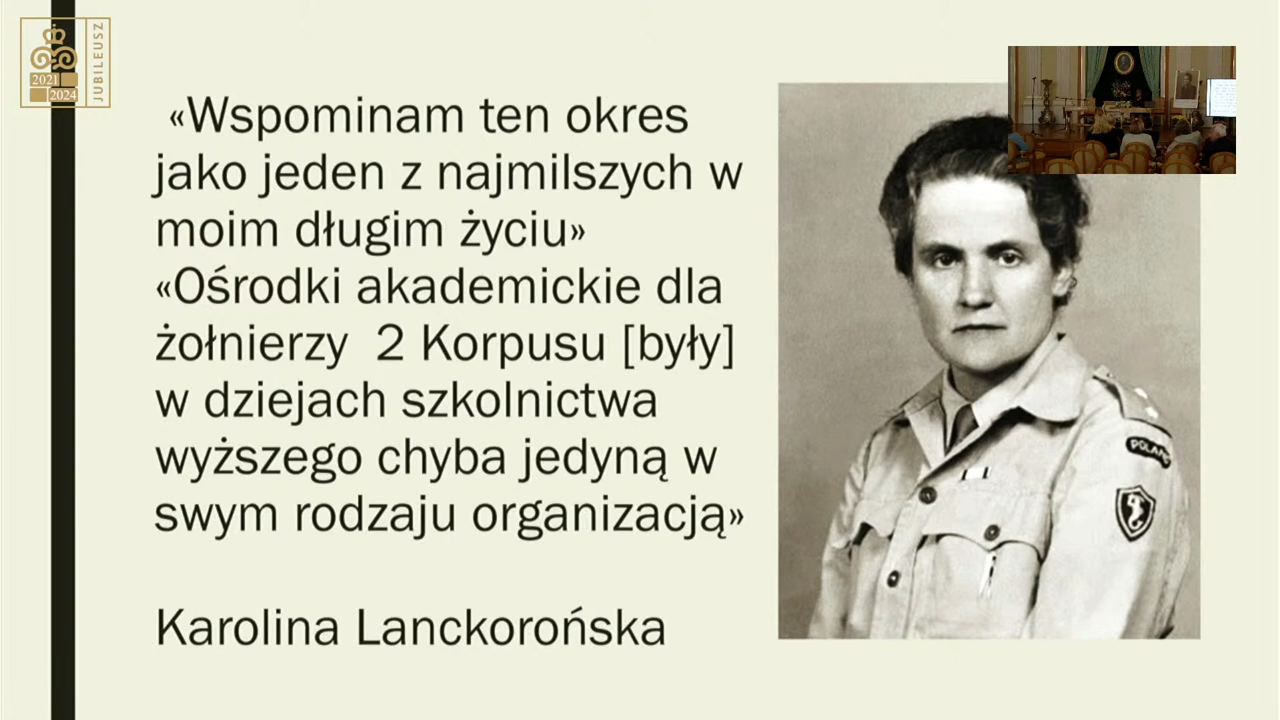 2021
2024
JUBILEUSZ
«Wspominam ten okres
jako jeden z najmilszych w
moim długim życiu»
«Ośrodki akademickie dla
żołnierzy 2 Korpusu [były]
w dziejach szkolnictwa
wyższego chyba jedyną w
swym rodzaju organizacją»
Karolina Lanckorońska
POLAND